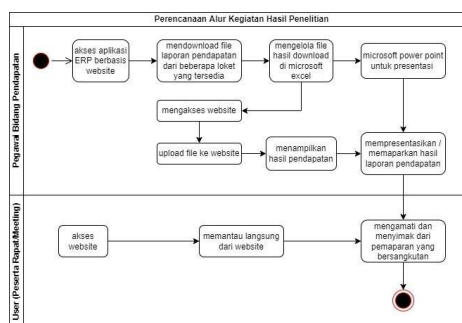 Perencanaan Alur Kegiatan Hasil Penelitian
Pegawai Bidang Pendapatan
akses aplikasi
ERP berbasis
website
mendownload file
laporan pendapatan
dari beberapa loket
yang tersedia
mengelola file
hasil download
di microsoft
excel
microsoft power point
untuk presentasi
mengakses website
upload file ke website
menampilkan
hasil pendapatan
mempresentasikan /
memaparkan hasil
laporan pendapatan
User (Peserta Rapat/Meeting)
akses
website
memantau langsung
dari website
mengamati dan
menyimak dari
pemaparan yang
bersangkutan